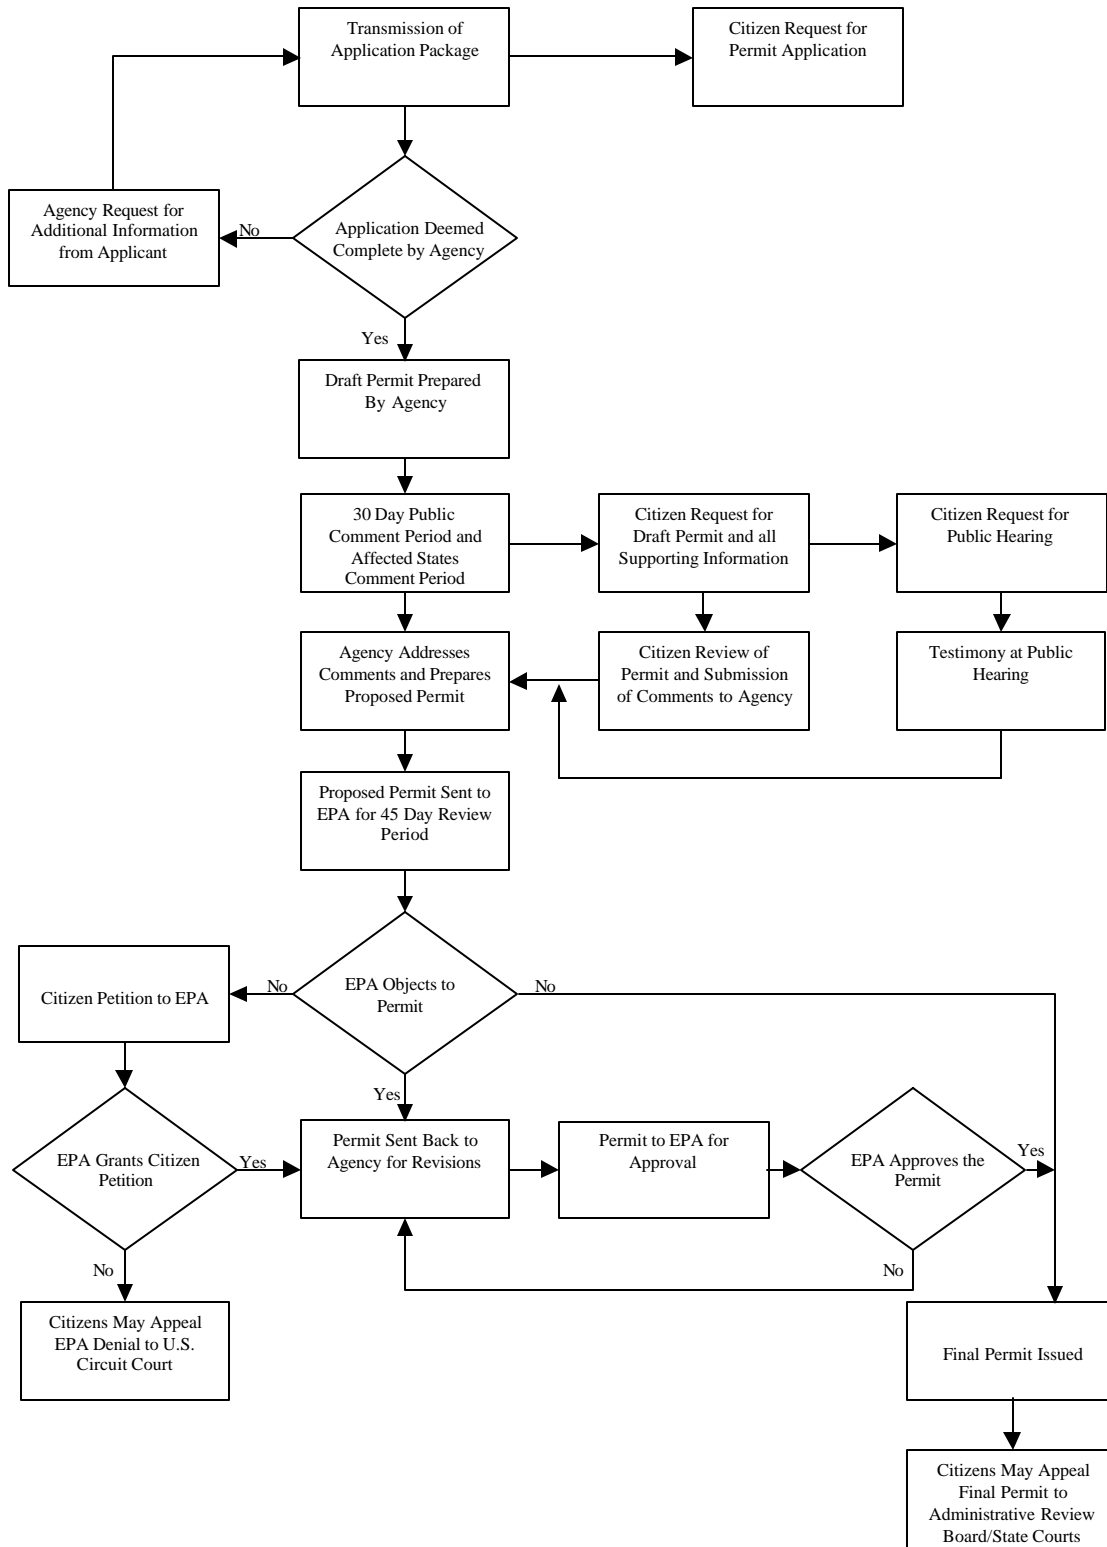 Transmission of
Application Package
Citizen Request for
Permit Application
Agency Request for
Additional Information
from Applicant
No
Application Deemed
Complete by Agency
Yes
Draft Permit Prepared
By Agency
30 Day Public
Comment Period and
Affected States
Comment Period
Citizen Request for
Draft Permit and all
Supporting Information
Citizen Request for
Public Hearing
Agency Addresses
Comments and Prepares
Proposed Permit
Citizen Review of
Permit and Submission
of Comments to Agency
Testimony at Public
Hearing
Proposed Permit Sent to
EPA for 45 Day Review
Period
Citizen Petition to EPA
No
EPA Objects to
Permit
No
Yes
EPA Grants Citizen
Petition
Yes
Permit Sent Back to
Agency for Revisions
Permit to EPA for
Approval
EPA Approves the
Permit
Yes
No
No
Citizens May Appeal
EPA Denial to U.S.
Circuit Court
Final Permit Issued
Citizens May Appeal
Final Permit to
Administrative Review
Board/State Courts